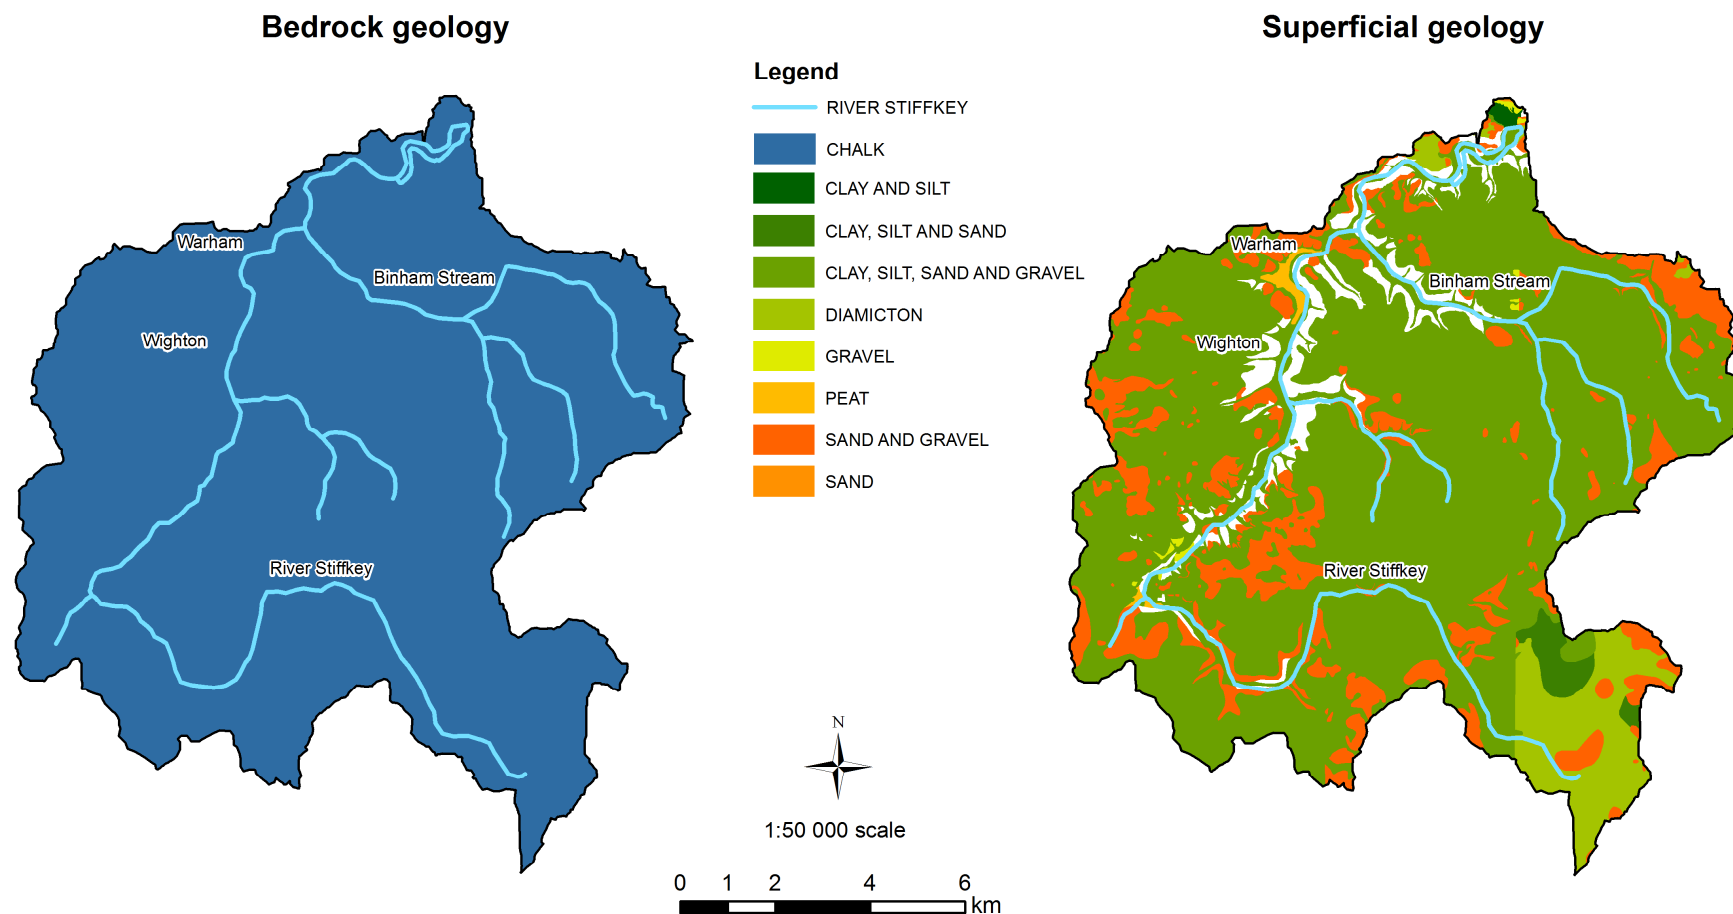 Bedrock geology
Superficial geology
Legend
RIVER STIFFKEY
CHALK
CLAY AND SILT
CLAY, SILT AND SAND
CLAY, SILT, SAND AND GRAVEL
DIAMICTON
GRAVEL
PEAT
SAND AND GRAVEL
SAND
Warham
Binham Stream
Wighton
River Stiffkey
Warham
Binham Stream
Wighton
River Stiffkey
N
1:50 000 scale
0 1 2 4 6
km